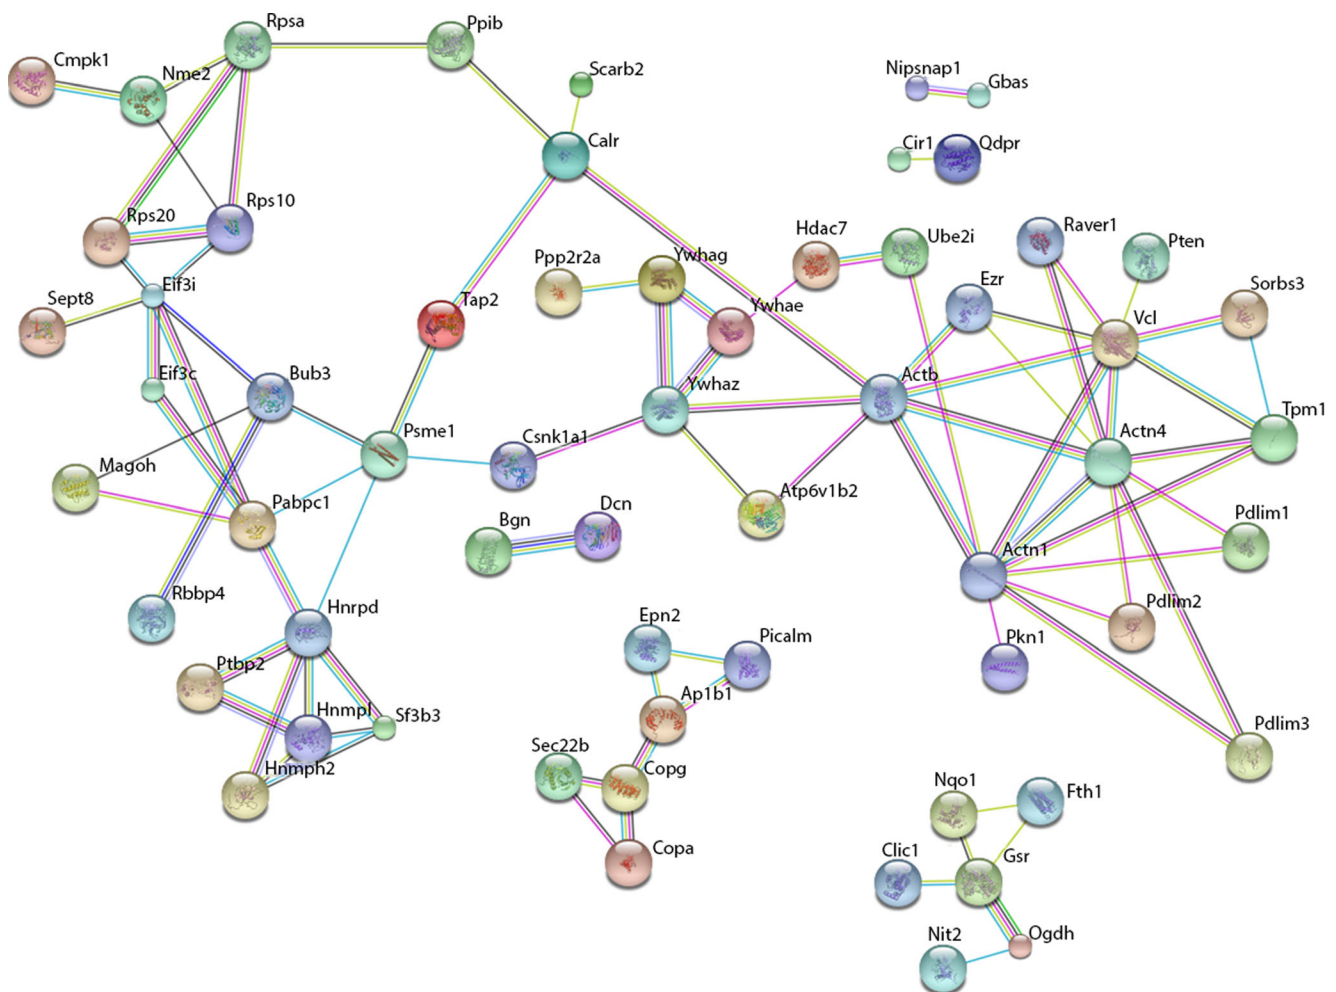 Rpsa
Ppib
Cmpk1
Nme2
Scarb2
Nipsnap1
Gbas
Calr
Cir1
Qdpr
Rps20
Rps10
Hdac7
Ube2i
Raver1
Pten
Ppp2r2a
Ywhag
Sept8
Eif3i
Tap2
Ywhae
Ezr
Vcl
Sorbs3
Eif3c
Bub3
Ywhaz
Actb
Psme1
Csnk1a1
Actn4
Tpm1
Magoh
Pabpc1
Atp6v1b2
Bgn
Dcn
Pdlim1
Actn1
Rbbp4
Hnrpd
Epn2
Picalm
Pdlim2
Pkn1
Ptbp2
Hnmpl
Sf3b3
Ap1b1
Pdlim3
Hnmph2
Sec22b
Copg
Nqo1
Fth1
Copa
Clic1
Gsr
Nit2
Ogdh